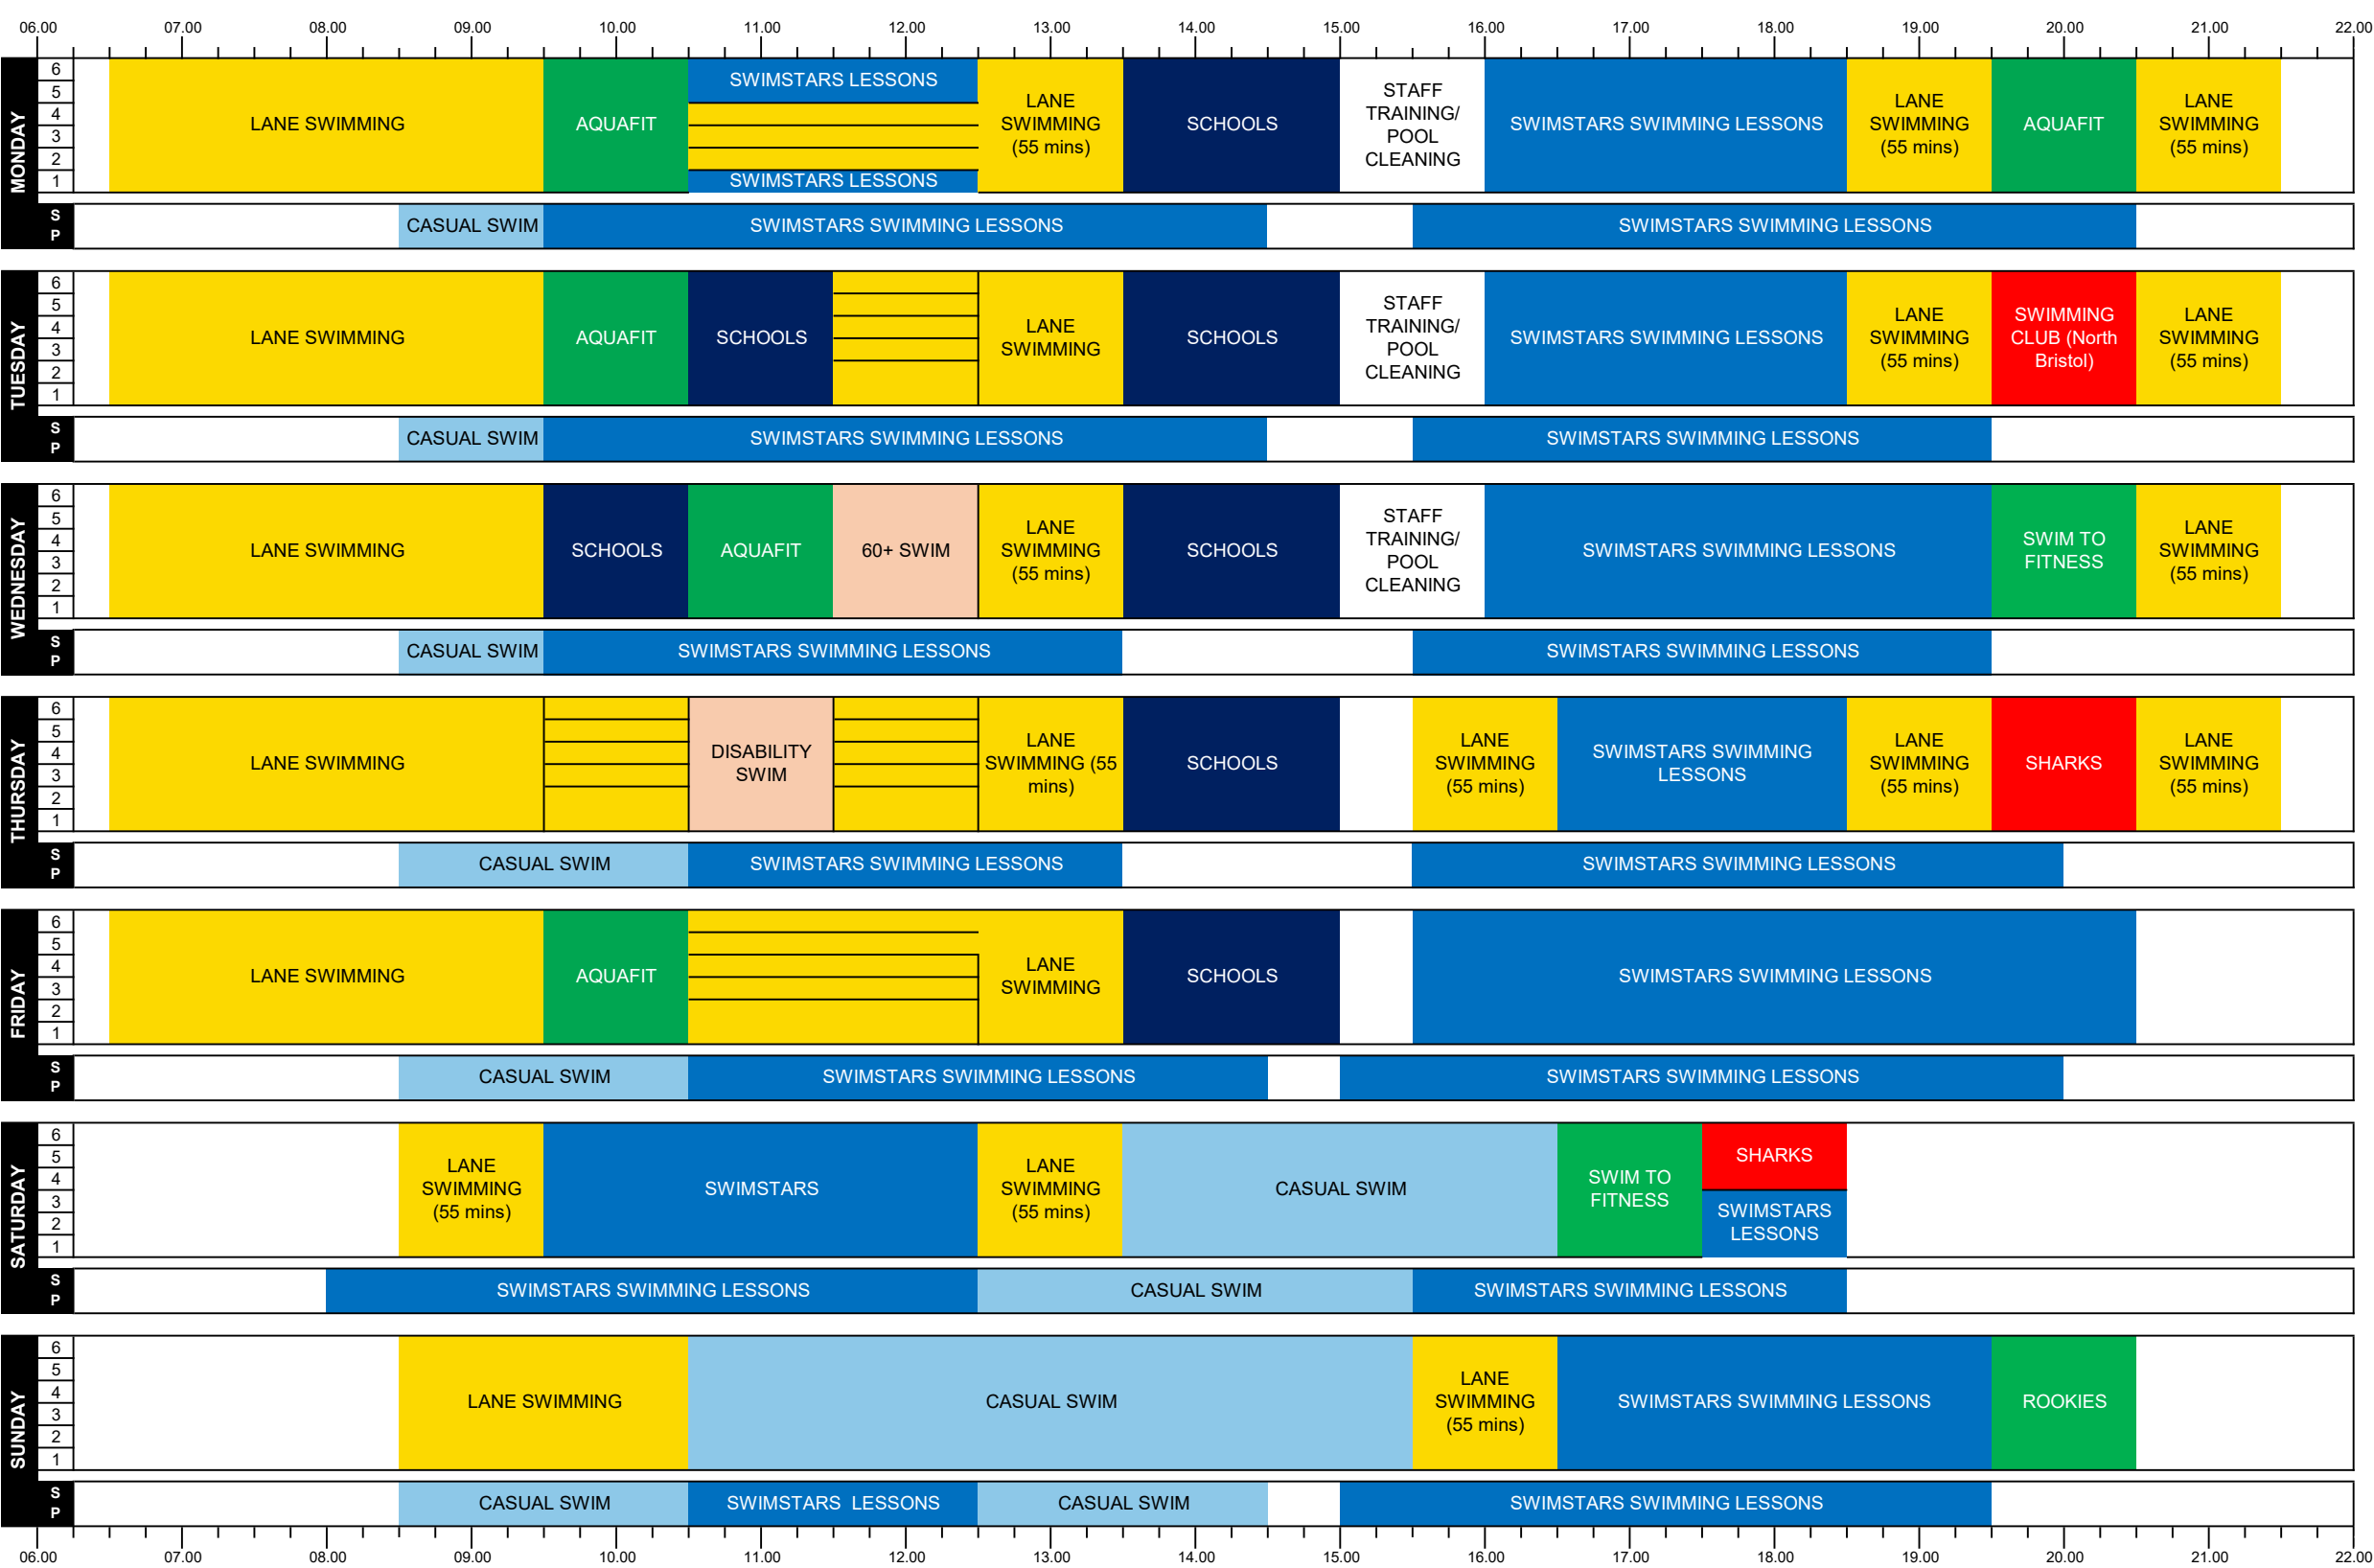 06.00 07.00 08.00 09.00 10.00 11.00 12.00 13.00 14.00 15.00 16.00 17.00 18.00 19.00 20.00 21.00 22.00
MONDAY
6
5
4
3
2
1
LANE SWIMMING
AQUAFIT
SWIMSTARS LESSONS
SWIMSTARS LESSONS
LANE
SWIMMING
(55 mins)
SCHOOLS
STAFF
TRAINING/
POOL
CLEANING
SWIMSTARS SWIMMING LESSONS
LANE
SWIMMING
(55 mins)
AQUAFIT
LANE
SWIMMING
(55 mins)
S
P
CASUAL SWIM
SWIMSTARS SWIMMING LESSONS
SWIMSTARS SWIMMING LESSONS
TUESDAY
6
5
4
3
2
1
LANE SWIMMING
AQUAFIT
SCHOOLS
LANE
SWIMMING
SCHOOLS
STAFF
TRAINING/
POOL
CLEANING
SWIMSTARS SWIMMING LESSONS
LANE
SWIMMING
(55 mins)
SWIMMING
CLUB (North
Bristol)
LANE
SWIMMING
(55 mins)
S
P
CASUAL SWIM
SWIMSTARS SWIMMING LESSONS
SWIMSTARS SWIMMING LESSONS
WEDNESDAY
6
5
4
3
2
1
LANE SWIMMING
SCHOOLS
AQUAFIT
60+ SWIM
LANE
SWIMMING
(55 mins)
SCHOOLS
STAFF
TRAINING/
POOL
CLEANING
SWIMSTARS SWIMMING LESSONS
SWIM TO
FITNESS
LANE
SWIMMING
(55 mins)
S
P
CASUAL SWIM
SWIMSTARS SWIMMING LESSONS
SWIMSTARS SWIMMING LESSONS
THURSDAY
6
5
4
3
2
1
LANE SWIMMING
DISABILITY
SWIM
LANE
SWIMMING (55
mins)
SCHOOLS
LANE
SWIMMING
(55 mins)
SWIMSTARS SWIMMING
LESSONS
LANE
SWIMMING
(55 mins)
SHARKS
LANE
SWIMMING
(55 mins)
S
P
CASUAL SWIM
SWIMSTARS SWIMMING LESSONS
SWIMSTARS SWIMMING LESSONS
FRIDAY
6
5
4
3
2
1
LANE SWIMMING
AQUAFIT
LANE
SWIMMING
SCHOOLS
SWIMSTARS SWIMMING LESSONS
S
P
CASUAL SWIM
SWIMSTARS SWIMMING LESSONS
SWIMSTARS SWIMMING LESSONS
SATURDAY
6
5
4
3
2
1
LANE
SWIMMING
(55 mins)
SWIMSTARS
LANE
SWIMMING
(55 mins)
CASUAL SWIM
SWIM TO
FITNESS
SHARKS
SWIMSTARS
LESSONS
S
P
SWIMSTARS SWIMMING LESSONS
CASUAL SWIM
SWIMSTARS SWIMMING LESSONS
SUNDAY
6
5
4
3
2
1
LANE SWIMMING
CASUAL SWIM
LANE
SWIMMING
(55 mins)
SWIMSTARS SWIMMING LESSONS
ROOKIES
S
P
CASUAL SWIM
SWIMSTARS LESSONS
CASUAL SWIM
SWIMSTARS SWIMMING LESSONS
06.00 07.00 08.00 09.00 10.00 11.00 12.00 13.00 14.00 15.00 16.00 17.00 18.00 19.00 20.00 21.00 22.00